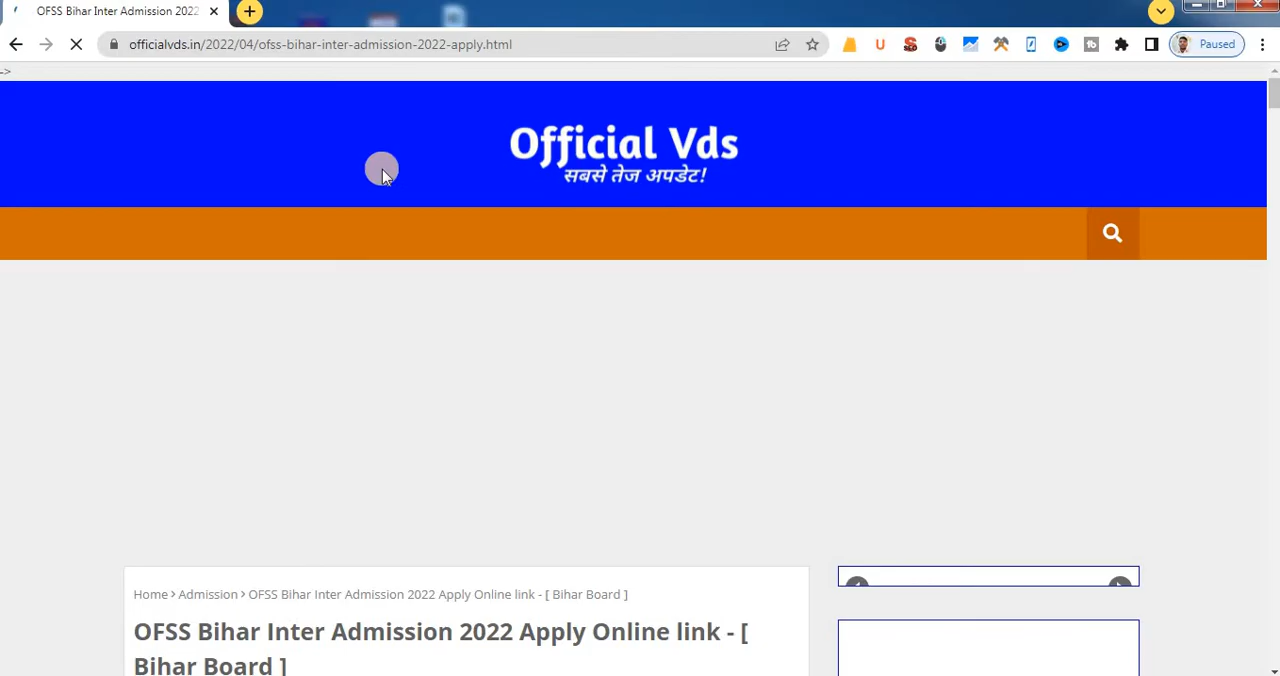 OFSS Bihar Inter Admission 2022
officialvds.in/2022/04/ofss-bihar-inter-admission-2022-apply.html
Paused
->
Official Vds
सबसे तेज अपडेट!
Home > Admission > OFSS Bihar Inter Admission 2022 Apply Online link - [ Bihar Board ]
OFSS Bihar Inter Admission 2022 Apply Online link - [
Bihar Board ]